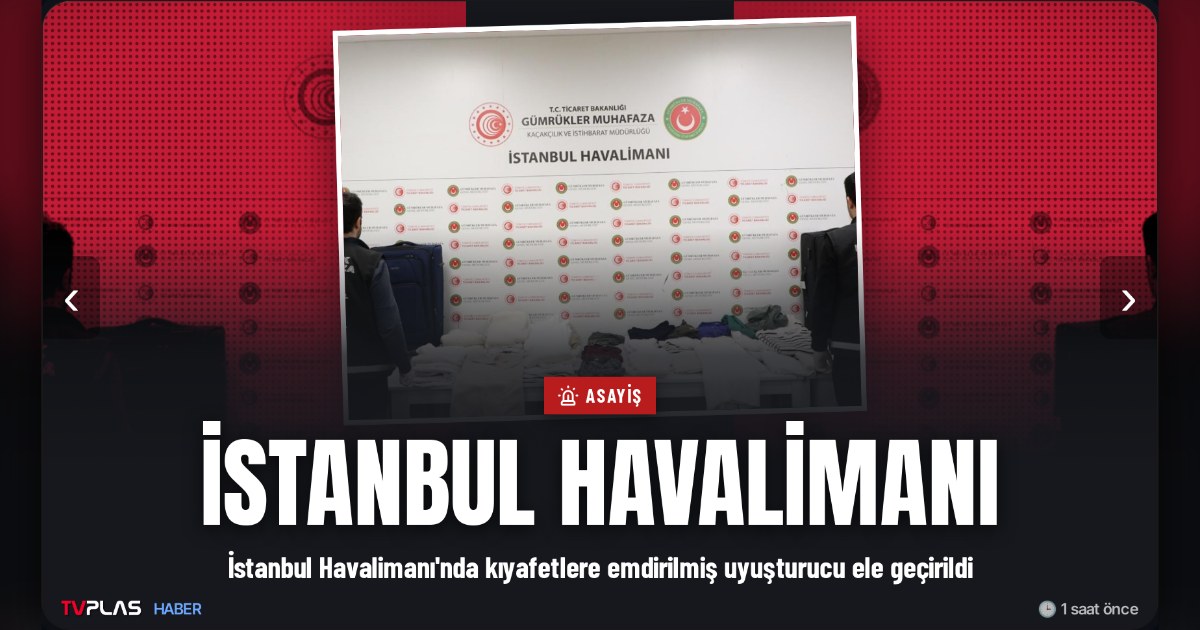 T.C. TİCARET BAKANLIĞI
GÜMRÜKLER MUHAFAZA
KAÇAKÇILIK VE İSTİHBARAT MÜDÜRLÜĞÜ
İSTANBUL HAVALİMANI
ASAYİŞ
İSTANBUL HAVALİMANI
İstanbul Havalimanı'nda kıyafetlere emdirilmiş uyuşturucu ele geçirildi
TVPLAS HABER
1 saat önce